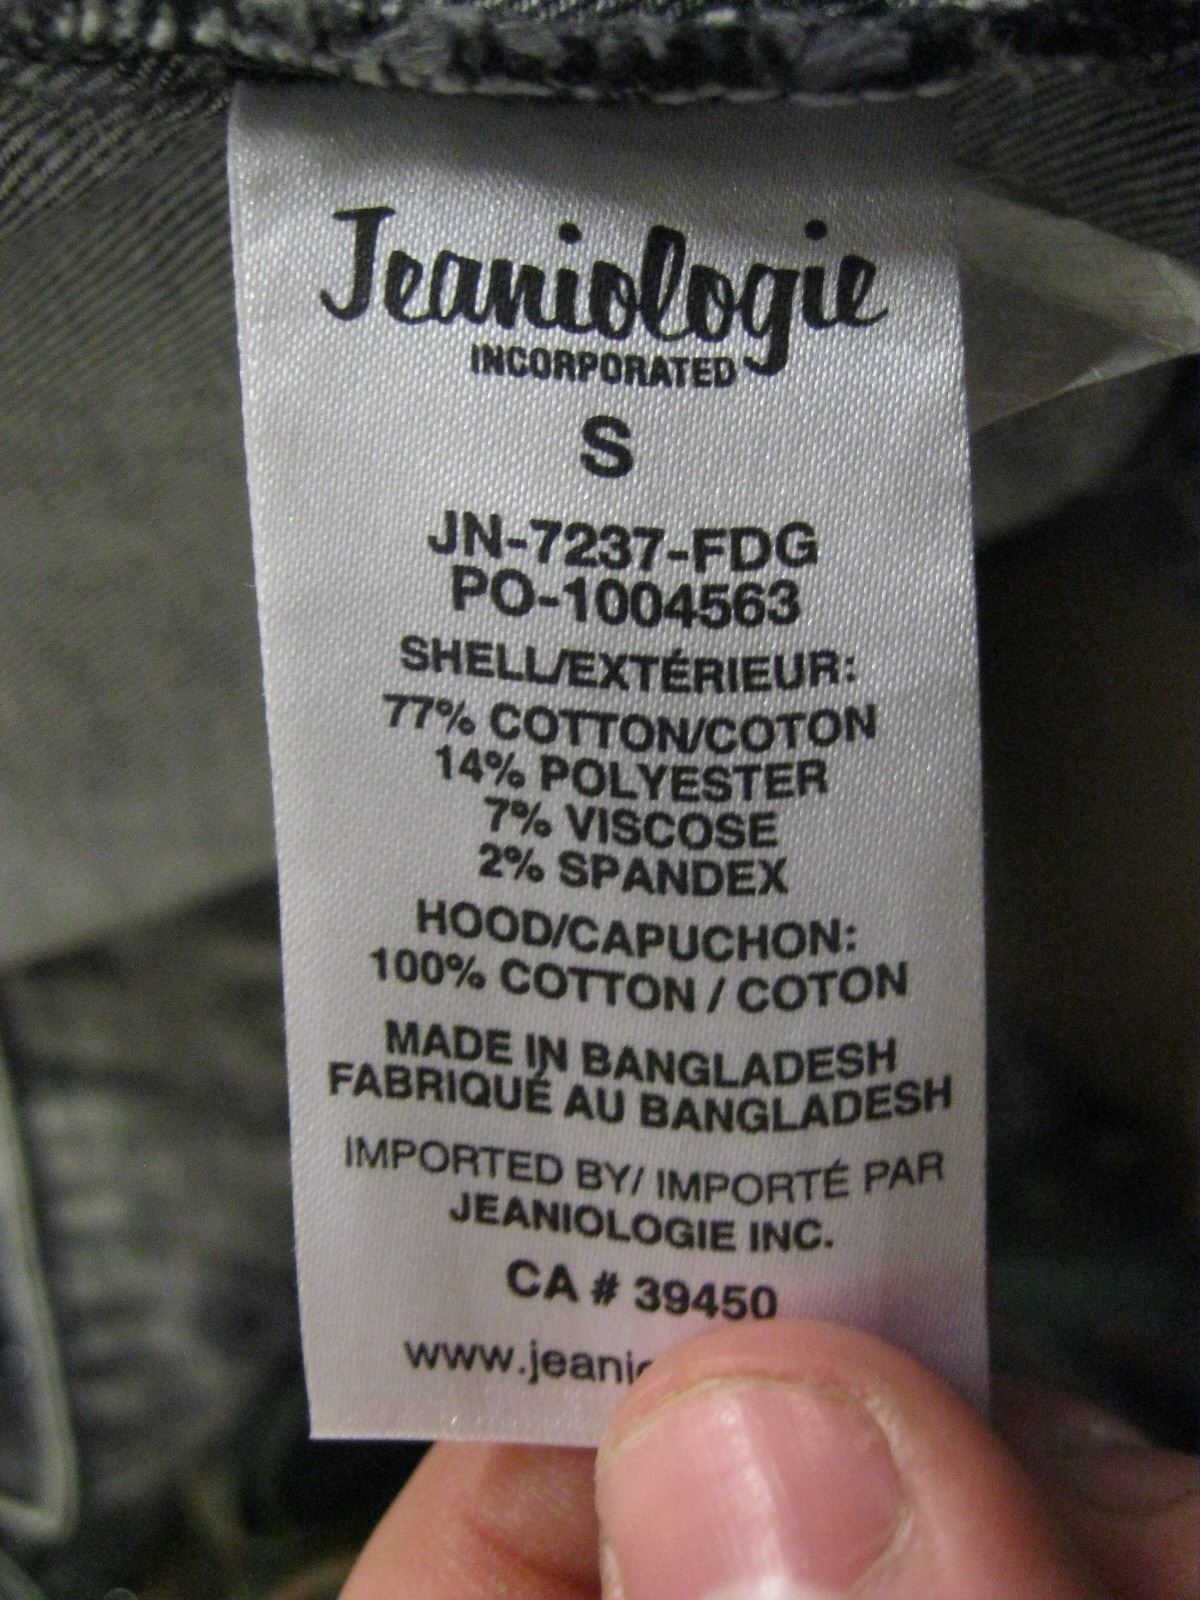 Jeaniologie
INCORPORATED
S
JN-7237-FDG
PO-1004563
SHELL/EXTÉRIEUR:
77% COTTON/COTON
14% POLYESTER
7% VISCOSE
2% SPANDEX
HOOD/CAPUCHON:
100% COTTON / COTON
MADE IN BANGLADESH
FABRIQUÉ AU BANGLADESH
IMPORTED BY/ IMPORTÉ PAR
JEANIOLOGIE INC.
CA # 39450